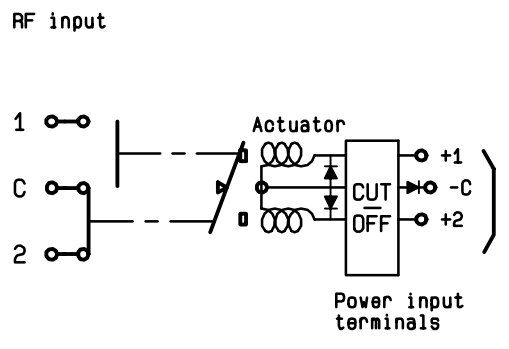 RF input
Actuator
1
+1
C
CUT
-C
OFF
+2
2
Power input
terminals